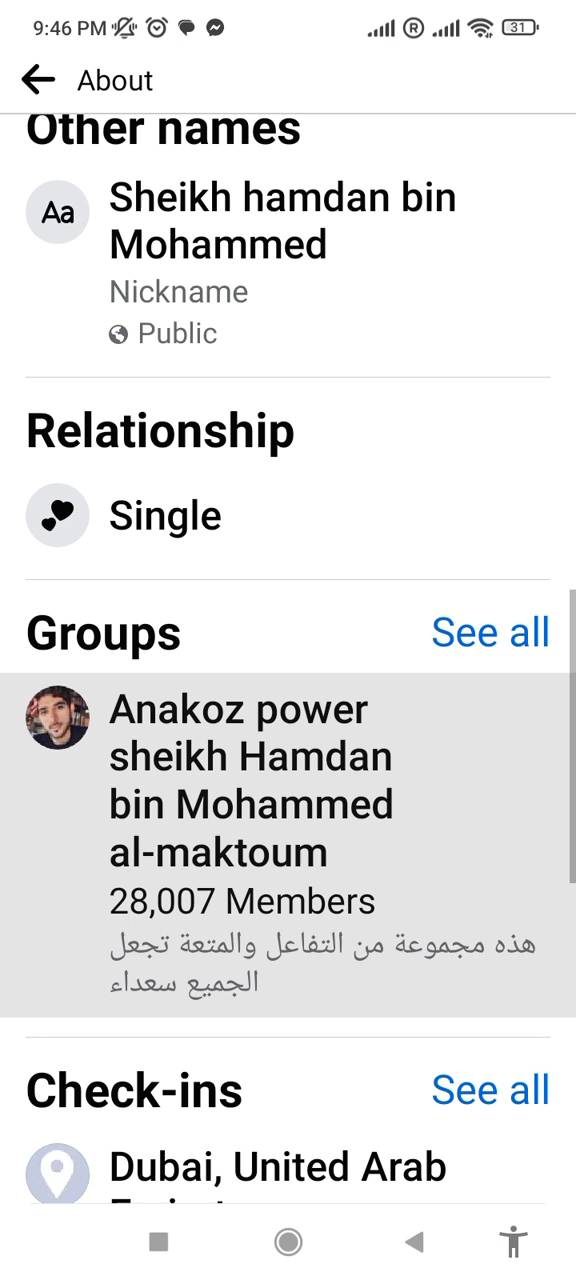 9:46 PM
R
31
About
Other names
Aa
Sheikh hamdan bin
Mohammed
Nickname
Public
Relationship
Single
Groups
See all
Anakoz power
sheikh Hamdan
bin Mohammed
al-maktoum
28,007 Members
هذه مجموعة من التفاعل والمتعة تجعل
الجميع سعداء
Check-ins
See all
Dubai, United Arab